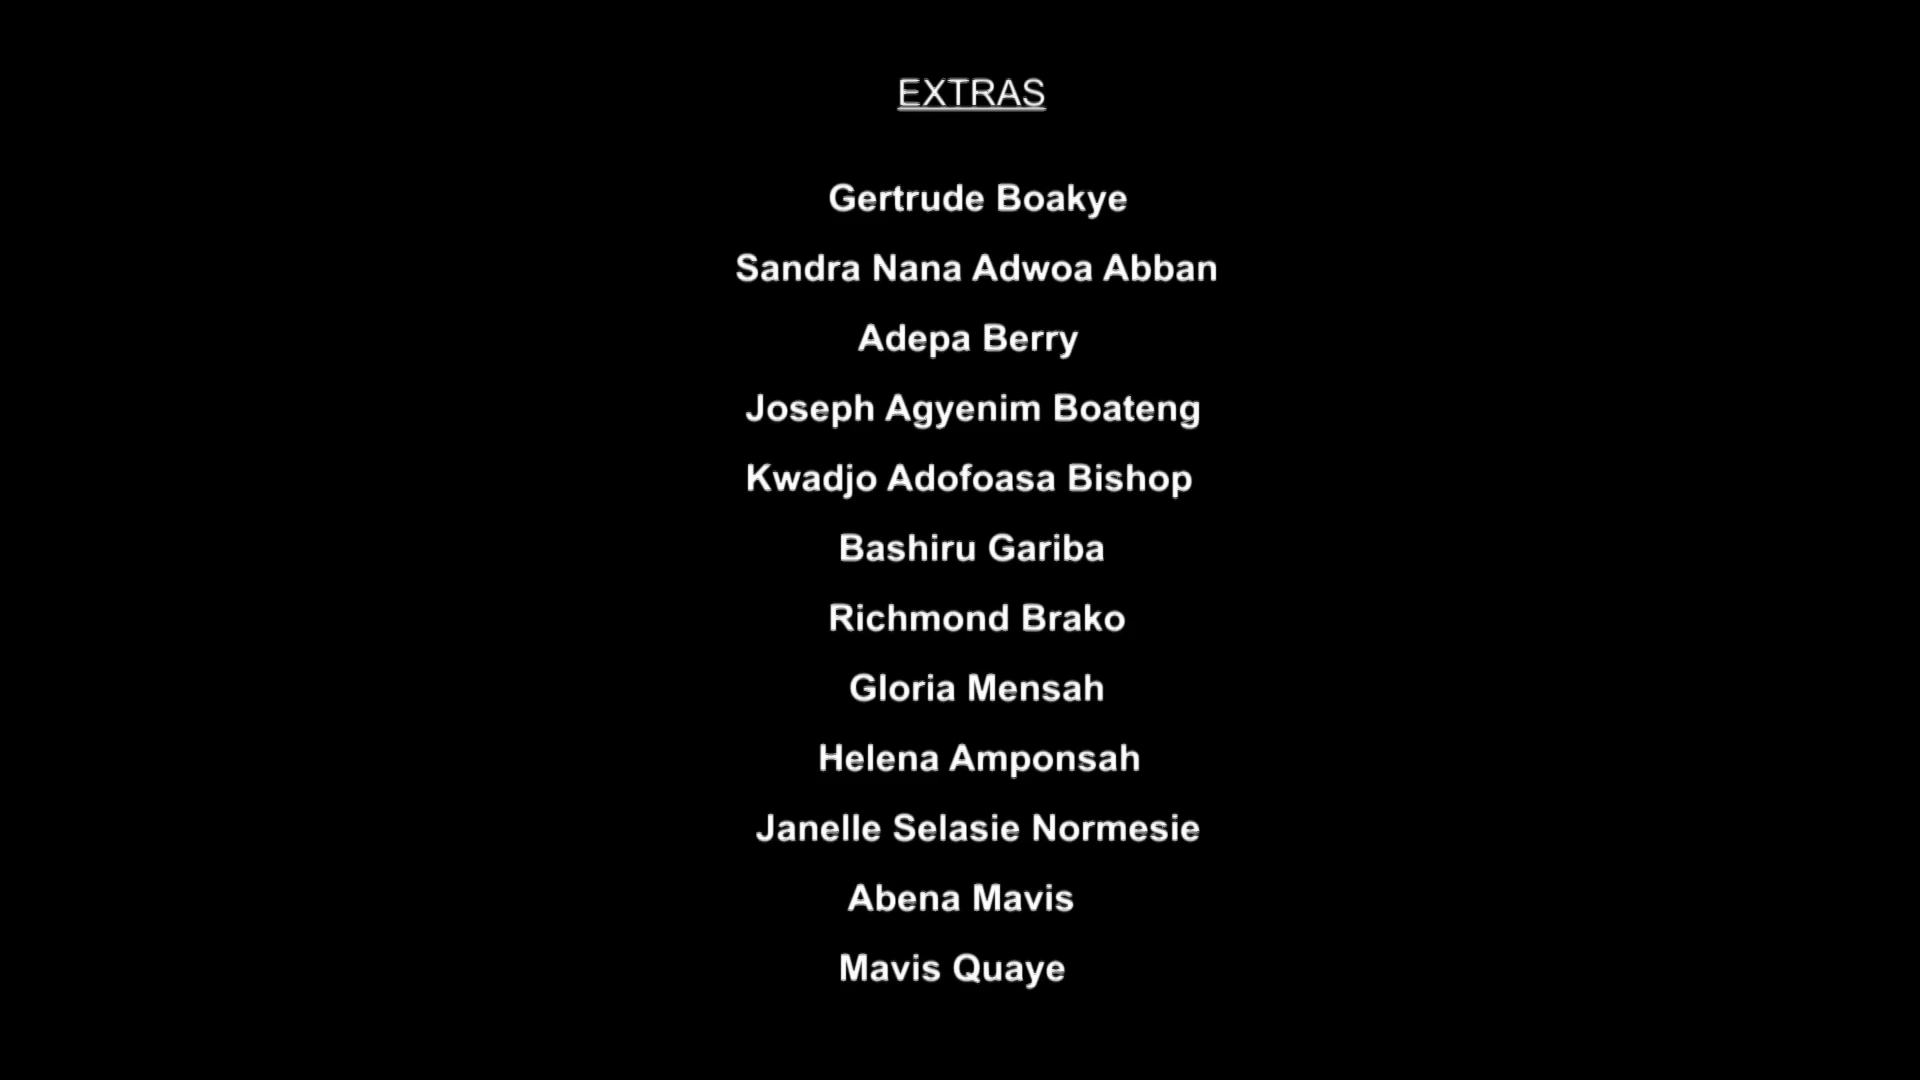 EXTRAS
Gertrude Boakye
Sandra Nana Adwoa Abban
Adepa Berry
Joseph Agyenim Boateng
Kwadjo Adofoasa Bishop
Bashiru Gariba
Richmond Brako
Gloria Mensah
Helena Amponsah
Janelle Selasie Normesie
Abena Mavis
Mavis Quaye